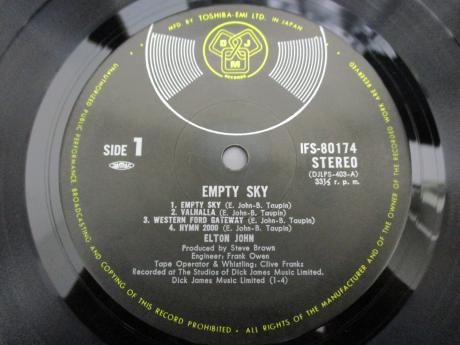 MFD BY TOSHIBA-EMI LTD. IN JAPAN
D J
M
RECORDS
SIDE 1
IFS-80174
STEREO
(DJLPS-403-A)
33⅓ r. p. m.
EMPTY SKY
1. EMPTY SKY (E. John-B. Taupin)
2. VALHALLA (E. John-B. Taupin)
3. WESTERN FORD GATEWAY (E. John-B. Taupin)
4. HYMN 2000 (E. John-B. Taupin)
ELTON JOHN
Produced by Steve Brown
Engineer: Frank Owen
Tape Operator & Whistling: Clive Franks
Recorded at The Studios of Dick James Music Limited.
Dick James Music Limited (1-4)
UNAUTHORIZED PUBLIC PERFORMANCE BROADCASTING AND COPYING OF THIS RECORD PROHIBITED • ALL RIGHTS OF THE MANUFACTURER AND OF THE OWNER OF THE RECORDED WORK ARE RESERVED